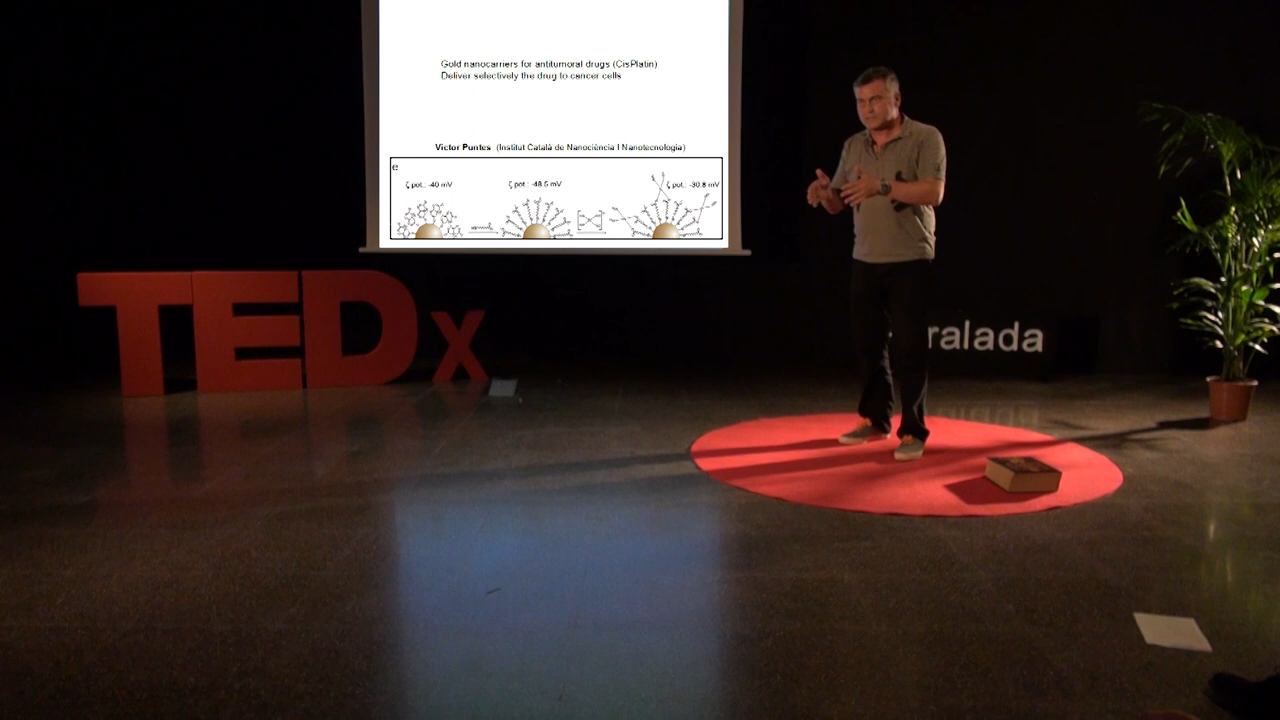 Gold nanocarriers for antitumoral drugs (CisPlatin)
Deliver selectively the drug to cancer cells
Victor Puntes (Institut Català de Nanociència I Nanotecnologia)
e
ζ pot.: -40 mV
ζ pot.: -48.5 mV
ζ pot.: -30.8 mV
TEDx
ralada